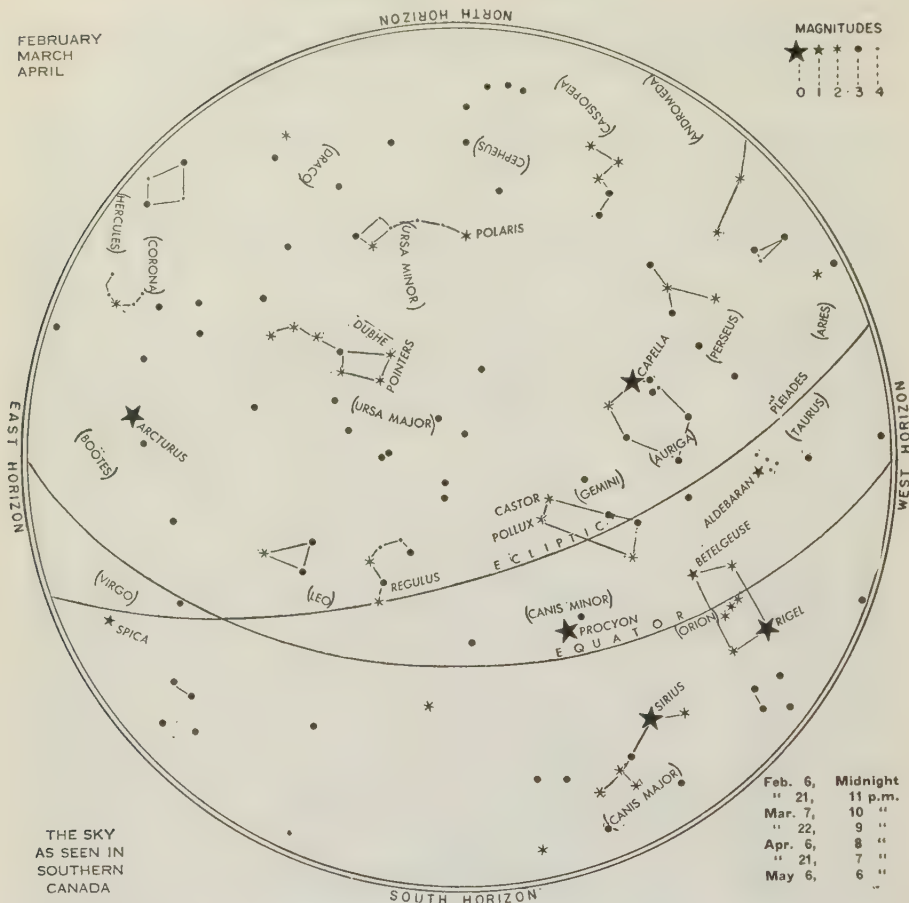 NORTH HORIZON
FEBRUARY
MARCH
APRIL
MAGNITUDES
0 1 2 3 4
(ANDROMEDA)
(CASSIOPEIA)
(CEPHEUS)
(DRACO)
(HERCULES)
(CORONA)
POLARIS
(URSA MINOR)
DUBHE
POINTERS
(PERSEUS)
(ARIES)
CAPELLA
PLEIADES
(URSA MAJOR)
(TAURUS)
ARCTURUS
(BOÖTES)
(AURIGA)
EAST HORIZON
WEST HORIZON
ALDEBARAN
(GEMINI)
CASTOR
POLLUX
ECLIPTIC
BETELGEUSE
REGULUS
(LEO)
(VIRGO)
SPICA
(CANIS MINOR)
PROCYON
EQUATOR
(ORION)
RIGEL
SIRIUS
(CANIS MAJOR)
Feb. 6, Midnight
" 21, 11 p.m.
Mar. 7, 10 "
" 22, 9 "
Apr. 6, 8 "
" 21, 7 "
May 6, 6 "
THE SKY
AS SEEN IN
SOUTHERN
CANADA
SOUTH HORIZON